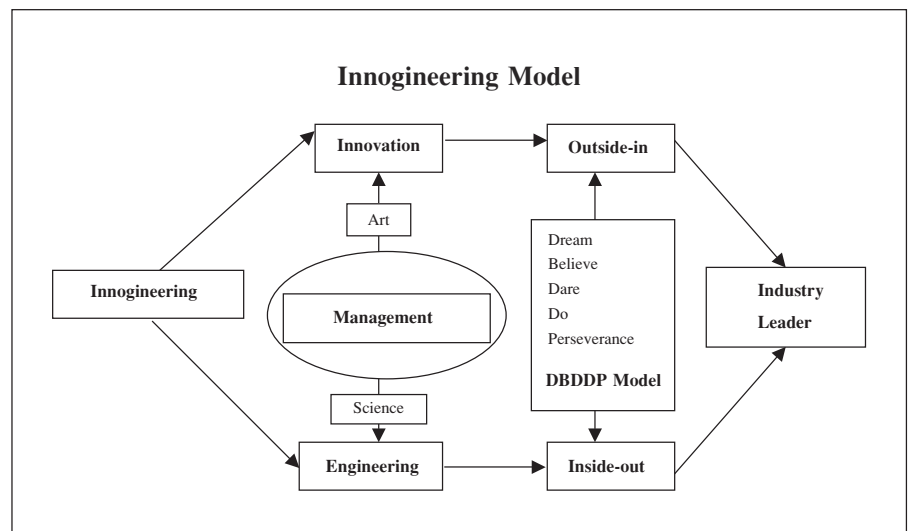 Innogineering Model
Innovation
Outside-in
Art
Dream
Believe
Dare
Do
Perseverance
DBDDP Model
Innogineering
Management
Industry
Leader
Science
Engineering
Inside-out